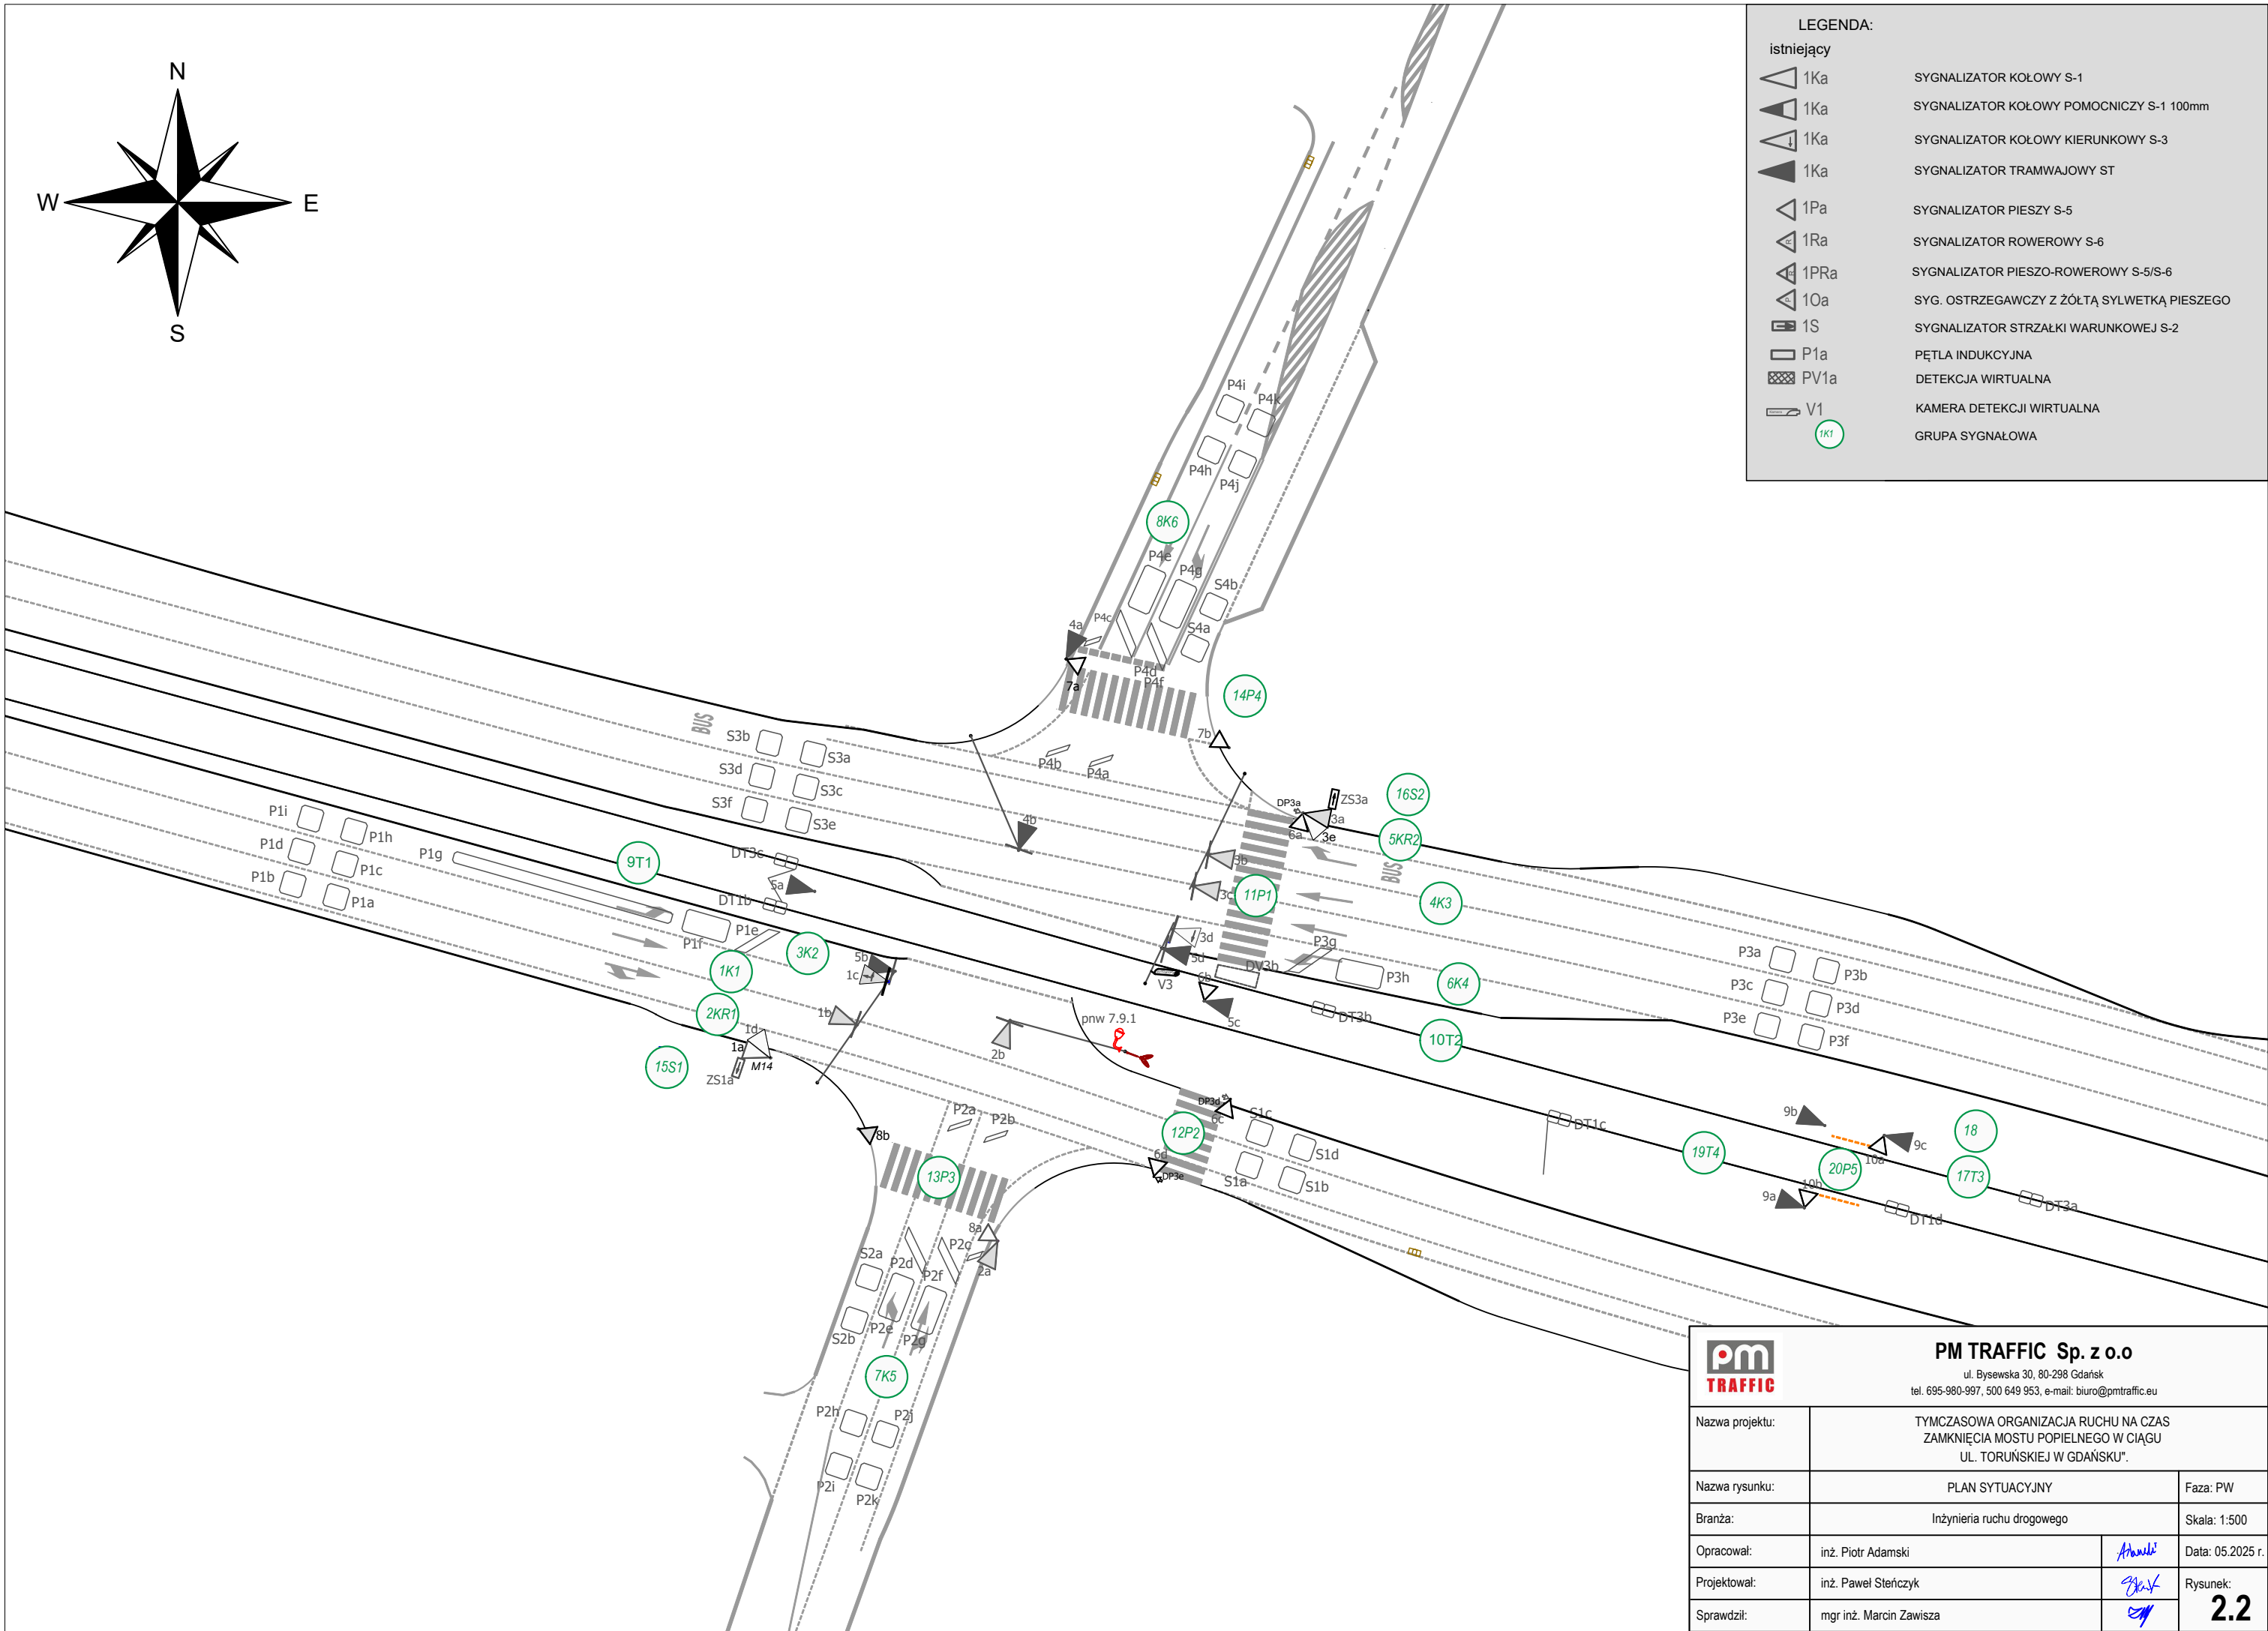 N
W
E
S
LEGENDA:
istniejący
1Ka SYGNALIZATOR KOŁOWY S-1
1Ka SYGNALIZATOR KOŁOWY POMOCNICZY S-1 100mm
1Ka SYGNALIZATOR KOŁOWY KIERUNKOWY S-3
1Ka SYGNALIZATOR TRAMWAJOWY ST
1Pa SYGNALIZATOR PIESZY S-5
R 1Ra SYGNALIZATOR ROWEROWY S-6
1PRa SYGNALIZATOR PIESZO-ROWEROWY S-5/S-6
P 1Oa SYG. OSTRZEGAWCZY Z ŻÓŁTĄ SYLWETKĄ PIESZEGO
1S SYGNALIZATOR STRZAŁKI WARUNKOWEJ S-2
P1a PĘTLA INDUKCYJNA
PV1a DETEKCJA WIRTUALNA
V1 KAMERA DETEKCJI WIRTUALNA
1K1 GRUPA SYGNAŁOWA
P4i
P4k
P4h
P4j
8K6
P4e
P4g
S4b
4a
P4c
S4a
P4d
P4f
7a
14P4
7b
BUS
S3b
S3a
S3d
S3c
S3f
S3e
P4b
P4a
4b
DP3a
ZS3a
16S2
3a
6a
3e
5KR2
3b
BUS
3c
11P1
4K3
3d
P3g
5d
DV3b
P3h
6K4
V3
6b
5c
DT3b
10T2
P3a
P3b
P3c
P3d
P3e
P3f
P1i
P1h
P1d
P1c
P1b
P1a
P1g
9T1
DT3c
5a
DT1b
P1e
P1f
3K2
1K1
5b
1c
2KR1
1b
1d
1a
M14
15S1
ZS1a
2b
pnw 7.9.1
8b
P2a
P2b
13P3
DP3d
6c
S1c
12P2
S1d
6d
DP3e
S1a
S1b
DT1c
9b
18
9c
10a
19T4
20P5
17T3
9a
10b
DT1d
DT3a
8a
P2c
2a
S2a
P2d
P2f
S2b
P2e
P2g
7K5
P2h
P2j
P2i
P2k
pm
TRAFFIC
PM TRAFFIC Sp. z o.o
ul. Bysewska 30, 80-298 Gdańsk
tel. 695-980-997, 500 649 953, e-mail: biuro@pmtraffic.eu
Nazwa projektu: TYMCZASOWA ORGANIZACJA RUCHU NA CZAS
ZAMKNIĘCIA MOSTU POPIELNEGO W CIĄGU
UL. TORUŃSKIEJ W GDAŃSKU".
Nazwa rysunku: PLAN SYTUACYJNY Faza: PW
Branża: Inżynieria ruchu drogowego Skala: 1:500
Opracował: inż. Piotr Adamski Data: 05.2025 r.
Projektował: inż. Paweł Steńczyk Rysunek:
Sprawdził: mgr inż. Marcin Zawisza 2.2